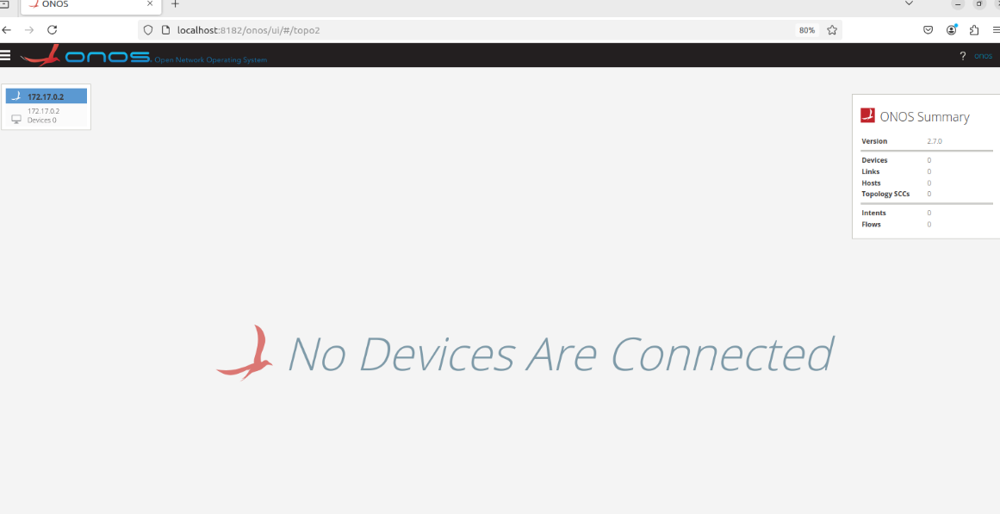 ONOS
localhost:8182/onos/ui/#/topo2
80%
onos Open Network Operating System
? onos
172.17.0.2
172.17.0.2
Devices 0
ONOS Summary
Version 2.7.0
Devices 0
Links 0
Hosts 0
Topology SCCs 0
Intents 0
Flows 0
No Devices Are Connected